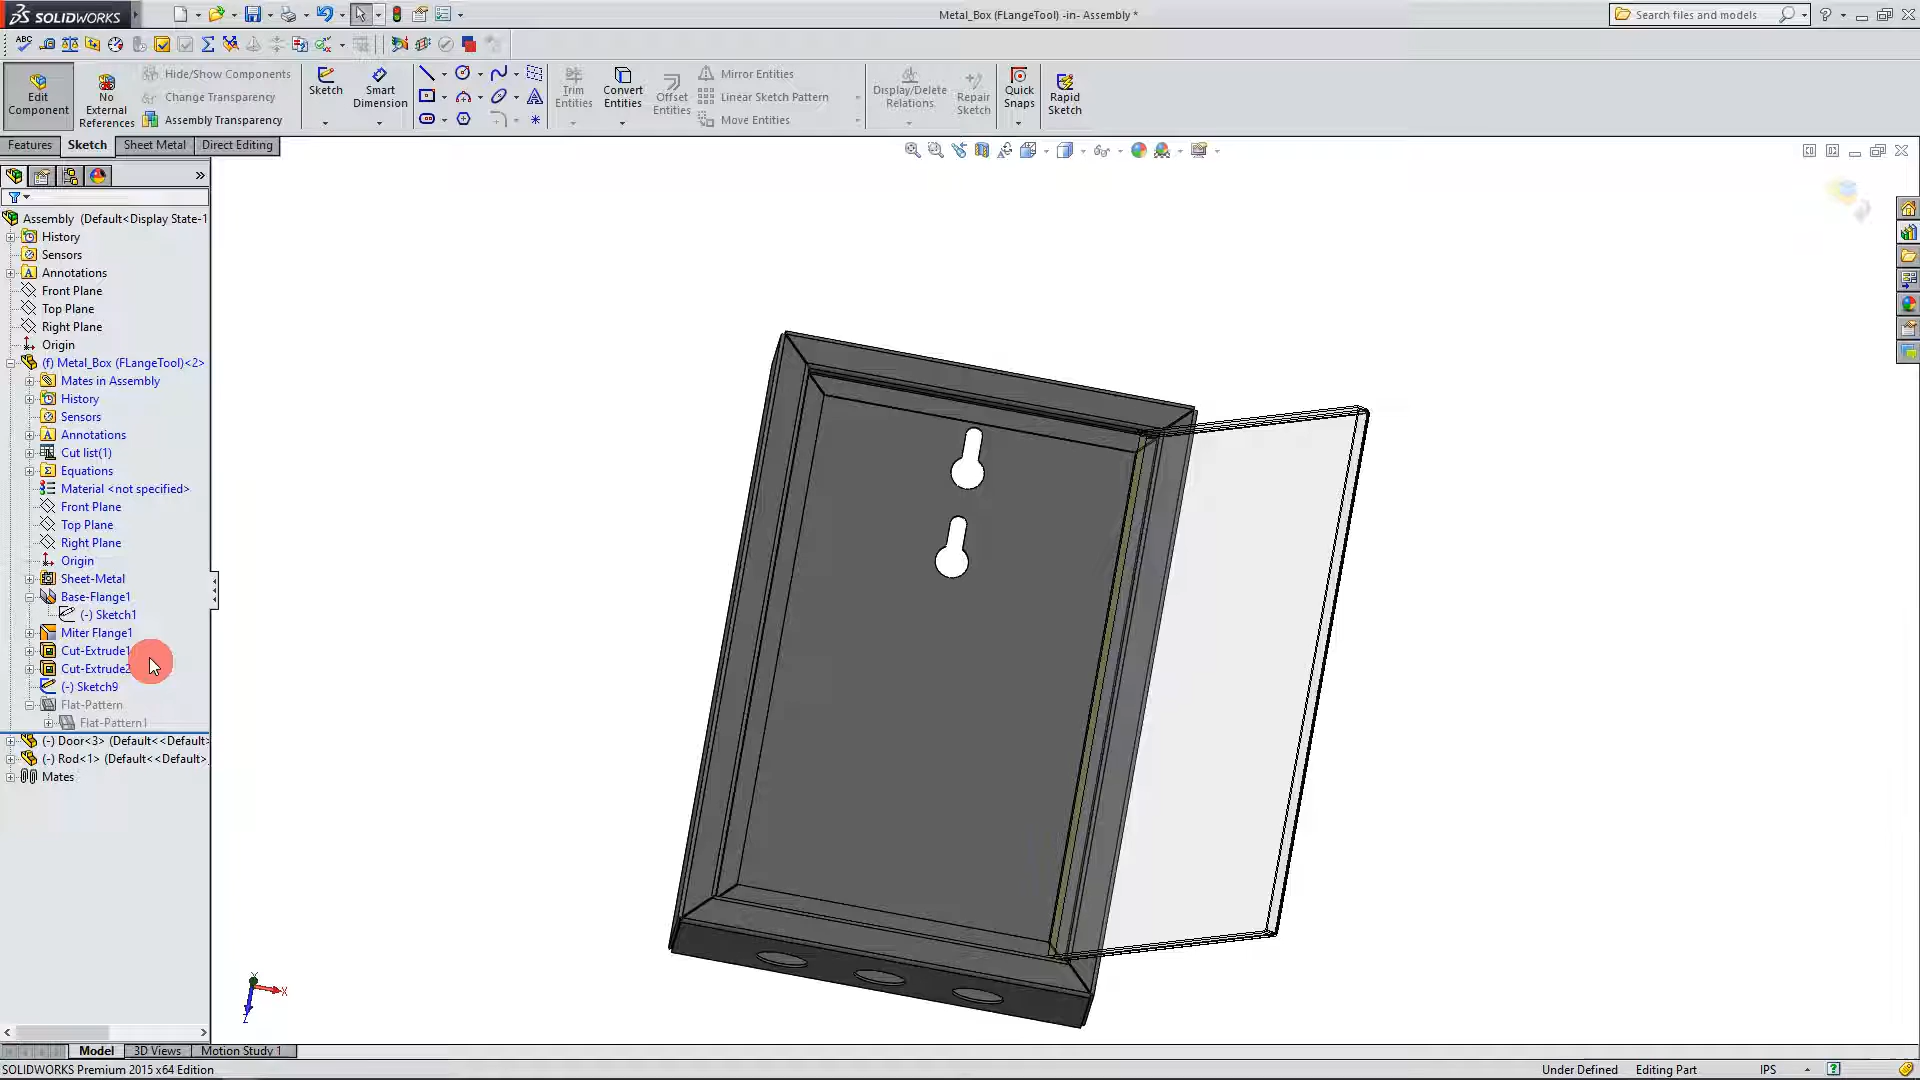 SOLIDWORKS
Metal_Box (FLangeTool) -in- Assembly *
Search files and models
ABC
Edit Component
No External References
Hide/Show Components
Change Transparency
Assembly Transparency
Sketch
Smart Dimension
Trim Entities
Convert Entities
Offset Entities
Mirror Entities
Linear Sketch Pattern
Move Entities
Display/Delete Relations
Repair Sketch
Quick Snaps
Rapid Sketch
Features
Sketch
Sheet Metal
Direct Editing
Assembly (Default<Display State-1
History
Sensors
Annotations
Front Plane
Top Plane
Right Plane
Origin
(f) Metal_Box (FLangeTool)<2>
Mates in Assembly
History
Sensors
Annotations
Cut list(1)
Equations
Material <not specified>
Front Plane
Top Plane
Right Plane
Origin
Sheet-Metal
Base-Flange1
(-) Sketch1
Miter Flange1
Cut-Extrude1
Cut-Extrude2
(-) Sketch9
Flat-Pattern
Flat-Pattern1
(-) Door<3> (Default<<Default>
(-) Rod<1> (Default<<Default>
Mates
Y
X
Z
Model
3D Views
Motion Study 1
SOLIDWORKS Premium 2015 x64 Edition
Under Defined
Editing Part
IPS